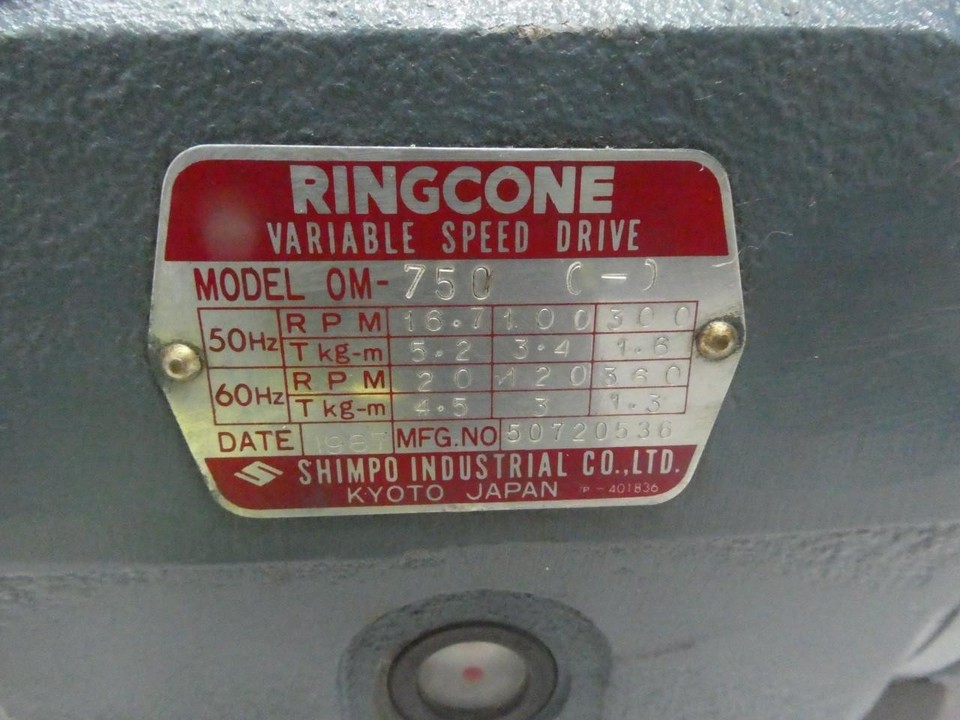 RINGCONE
VARIABLE SPEED DRIVE
MODEL OM-750 (-)
50Hz RPM 16.7 100 300
T kg-m 5.2 3.4 1.6
60Hz RPM 20 120 360
T kg-m 4.5 3 1.3
DATE 1987 MFG.NO 50720536
SHIMPO INDUSTRIAL CO.,LTD.
KYOTO JAPAN P-401836